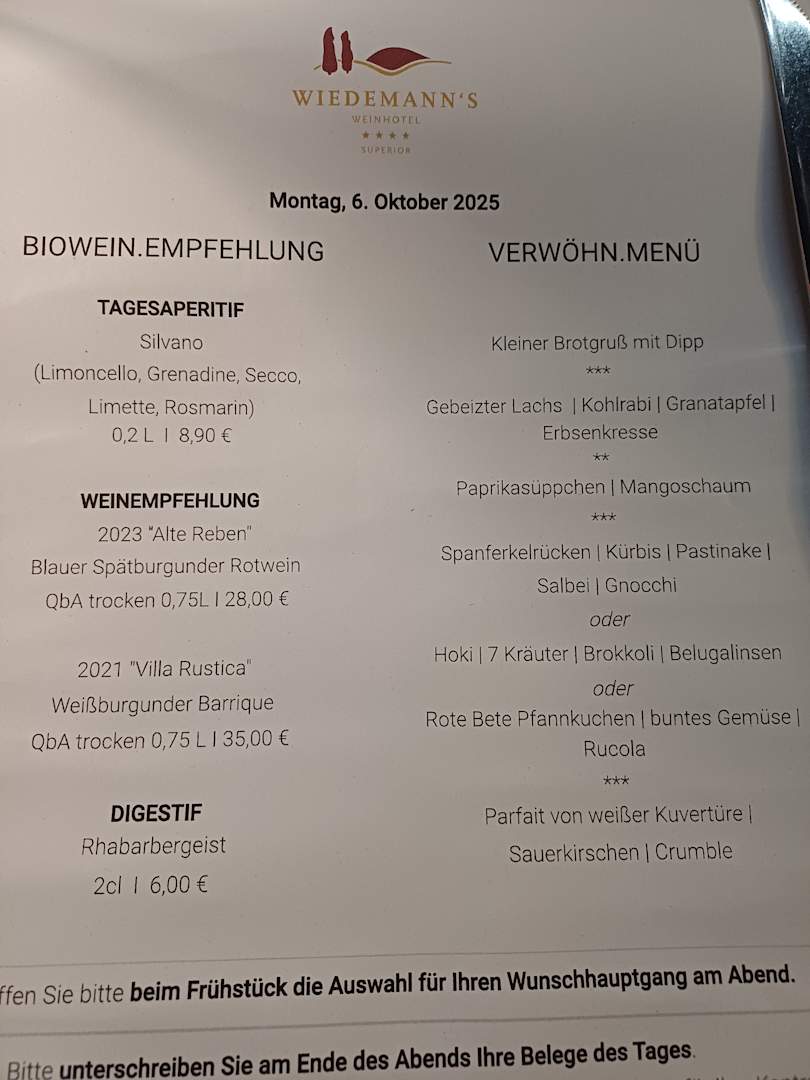 WIEDEMANN'S
WEINHOTEL
★ ★ ★ ★
SUPERIOR
Montag, 6. Oktober 2025
BIOWEIN.EMPFEHLUNG
TAGESAPERITIF
Silvano
(Limoncello, Grenadine, Secco,
Limette, Rosmarin)
0,2 L I 8,90 €
WEINEMPFEHLUNG
2023 "Alte Reben"
Blauer Spätburgunder Rotwein
QbA trocken 0,75L I 28,00 €
2021 "Villa Rustica"
Weißburgunder Barrique
QbA trocken 0,75 L I 35,00 €
DIGESTIF
Rhabarbergeist
2cl I 6,00 €
VERWÖHN.MENÜ
Kleiner Brotgruß mit Dipp
***
Gebeizter Lachs | Kohlrabi | Granatapfel |
Erbsenkresse
**
Paprikasüppchen | Mangoschaum
***
Spanferkelrücken | Kürbis | Pastinake |
Salbei | Gnocchi
oder
Hoki | 7 Kräuter | Brokkoli | Belugalinsen
oder
Rote Bete Pfannkuchen | buntes Gemüse |
Rucola
***
Parfait von weißer Kuvertüre |
Sauerkirschen | Crumble
ffen Sie bitte beim Frühstück die Auswahl für Ihren Wunschhauptgang am Abend.
Bitte unterschreiben Sie am Ende des Abends Ihre Belege des Tages.